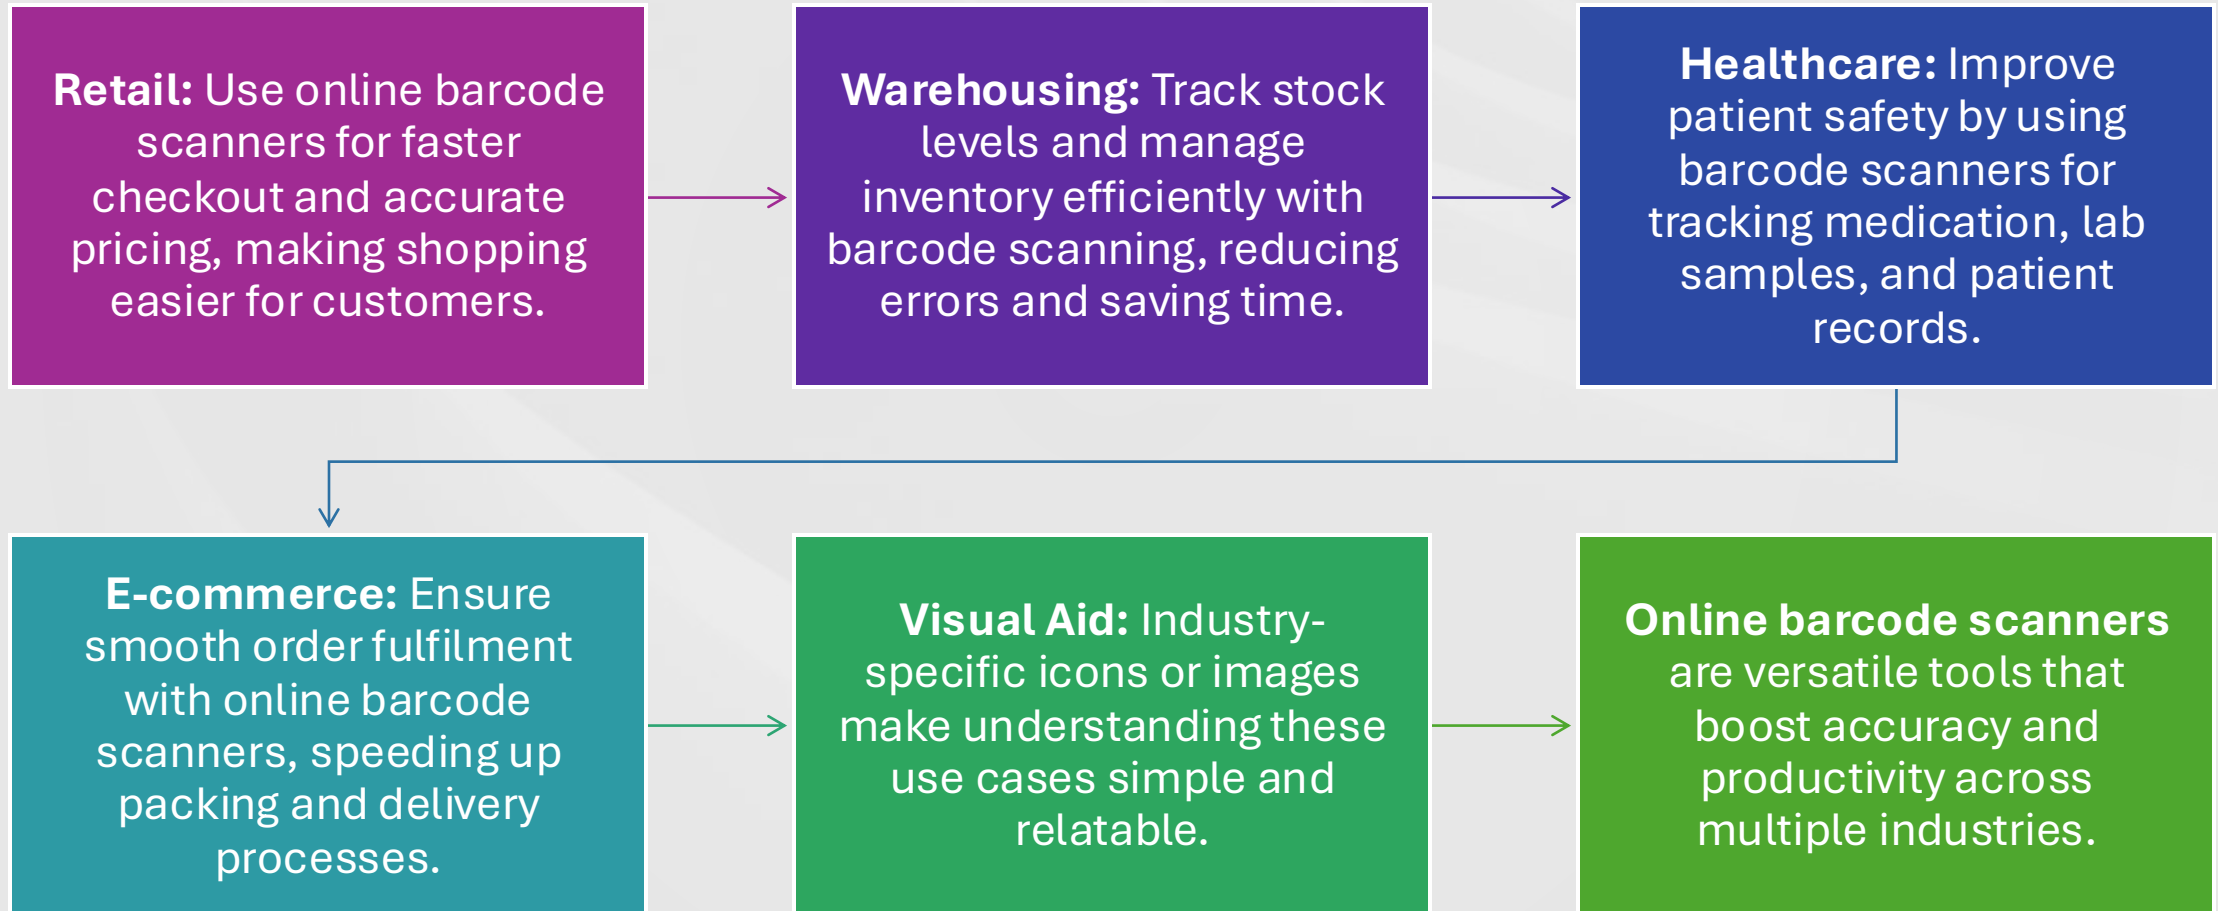 Retail: Use online barcode
scanners for faster
checkout and accurate
pricing, making shopping
easier for customers.
Warehousing: Track stock
levels and manage
inventory efficiently with
barcode scanning, reducing
errors and saving time.
Healthcare: Improve
patient safety by using
barcode scanners for
tracking medication, lab
samples, and patient
records.
E-commerce: Ensure
smooth order fulfilment
with online barcode
scanners, speeding up
packing and delivery
processes.
Visual Aid: Industry-
specific icons or images
make understanding these
use cases simple and
relatable.
Online barcode scanners
are versatile tools that
boost accuracy and
productivity across
multiple industries.